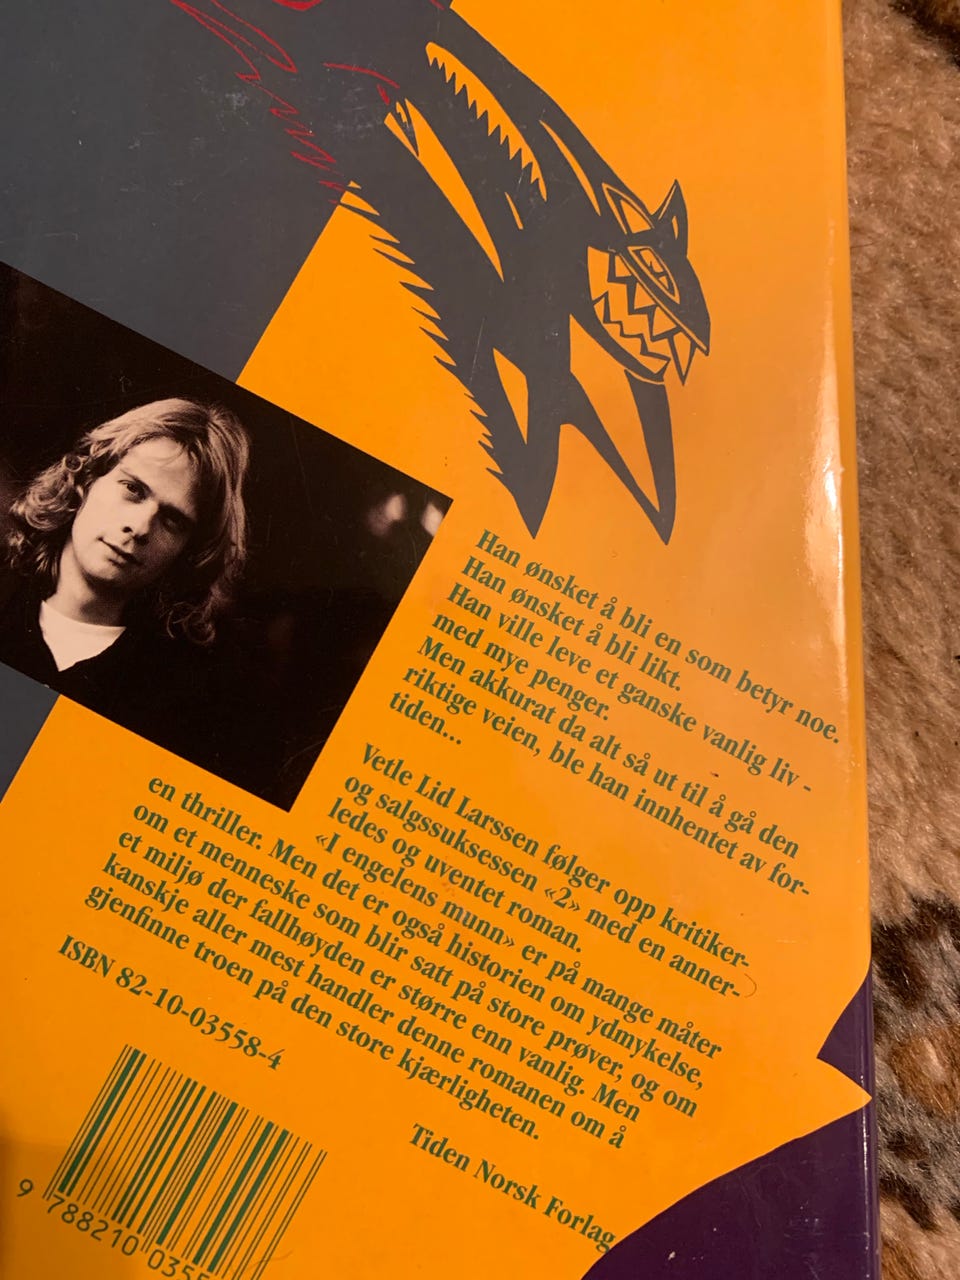 Han ønsket å bli en som betyr noe.
Han ønsket å bli likt.
Han ville leve et ganske vanlig liv -
med mye penger.
Men akkurat da alt så ut til å gå den
riktige veien, ble han innhentet av for-
tiden...
Vetle Lid Larssen følger opp kritiker-
og salgssuksessen «2» med en anner-
ledes og uventet roman.
«I engelens munn» er på mange måter
en thriller. Men det er også historien om ydmykelse,
om et menneske som blir satt på store prøver, og om
et miljø der fallhøyden er større enn vanlig. Men
kanskje aller mest handler denne romanen om å
gjenfinne troen på den store kjærligheten.
Tiden Norsk Forlag
ISBN 82-10-03558-4
9 788210 035